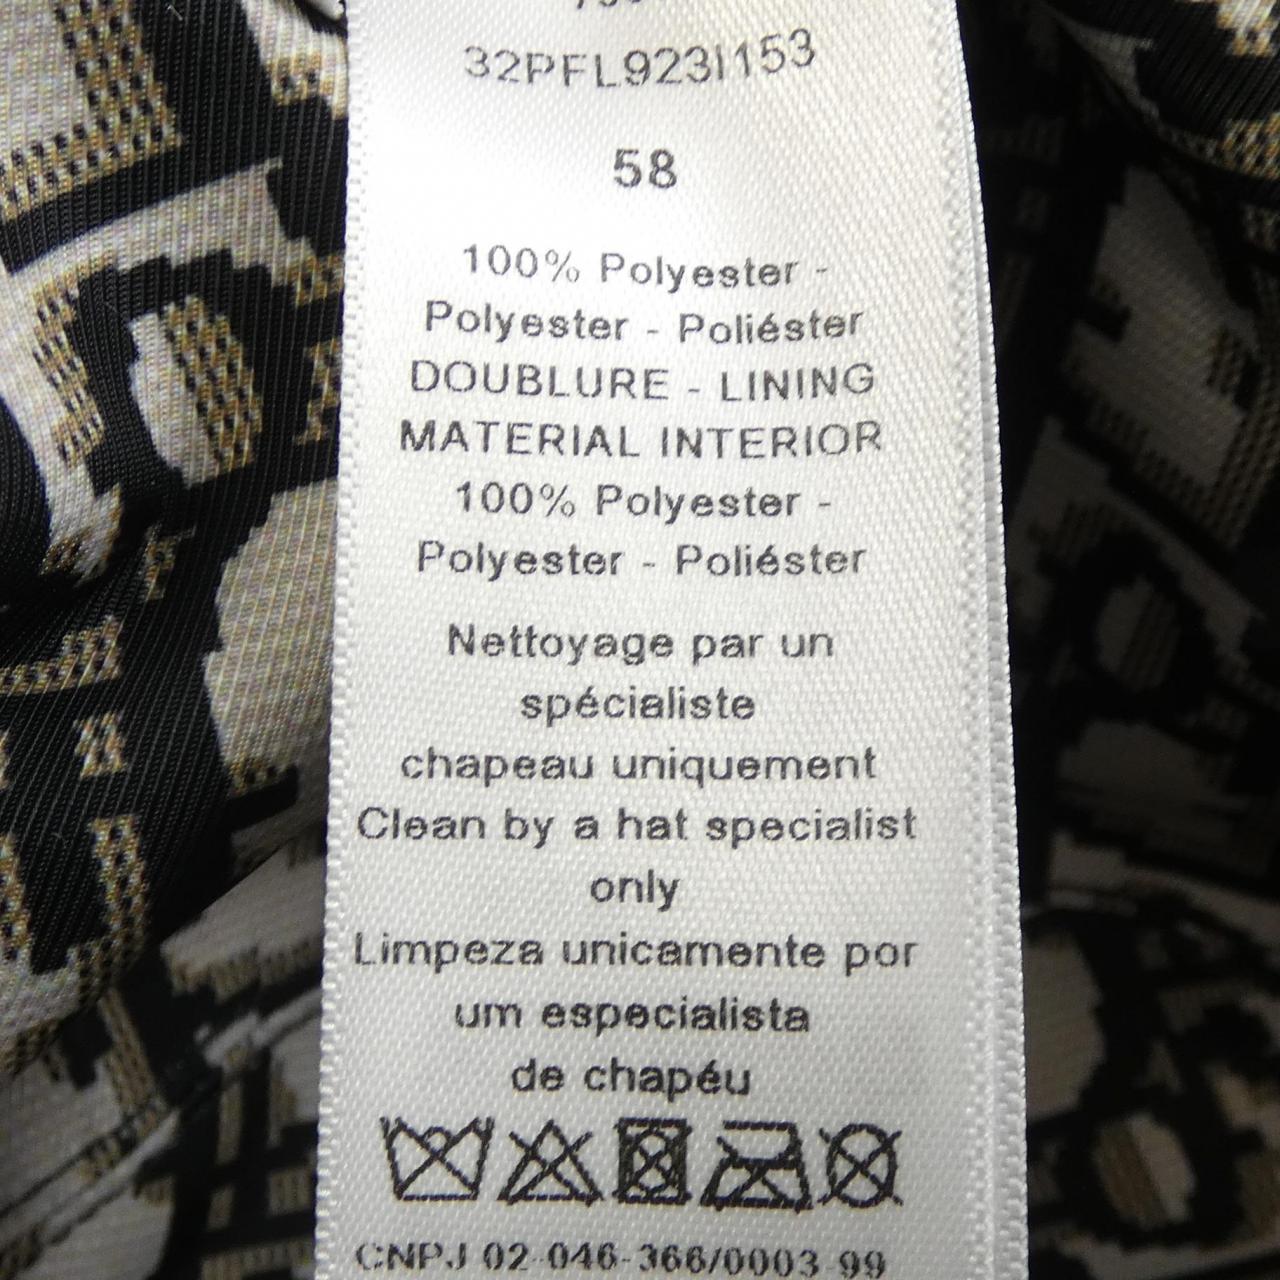 32PFL923I153
58
100% Polyester -
Polyester - Poliéster
DOUBLURE - LINING
MATERIAL INTERIOR
100% Polyester -
Polyester - Poliéster
Nettoyage par un
spécialiste
chapeau uniquement
Clean by a hat specialist
only
Limpeza unicamente por
um especialista
de chapéu
CNPJ 02-046-366/0003-99